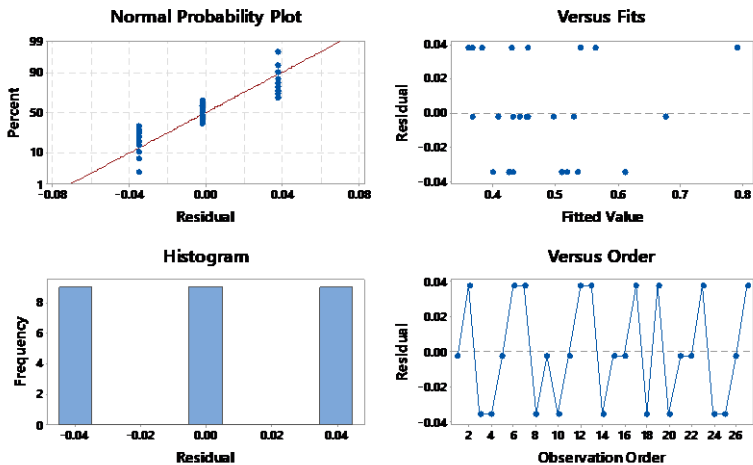 Normal Probability Plot
Percent
99
90
50
10
1
-0.08 -0.04 0.00 0.04 0.08
Residual
Versus Fits
Residual
0.04
0.02
0.00
-0.02
-0.04
0.4 0.5 0.6 0.7 0.8
Fitted Value
Histogram
Frequency
8
6
4
2
0
-0.04 -0.02 0.00 0.02 0.04
Residual
Versus Order
Residual
0.04
0.02
0.00
-0.02
-0.04
2 4 6 8 10 12 14 16 18 20 22 24 26
Observation Order